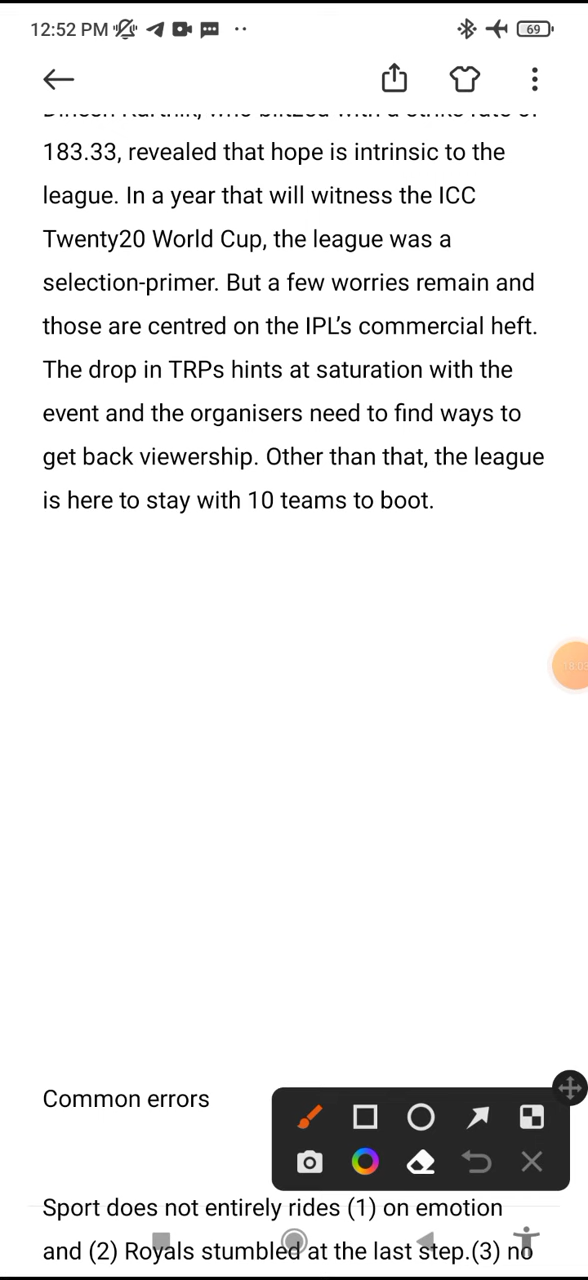 12:52 PM
69
183.33, revealed that hope is intrinsic to the
league. In a year that will witness the ICC
Twenty20 World Cup, the league was a
selection-primer. But a few worries remain and
those are centred on the IPL’s commercial heft.
The drop in TRPs hints at saturation with the
event and the organisers need to find ways to
get back viewership. Other than that, the league
is here to stay with 10 teams to boot.
Common errors
Sport does not entirely rides (1) on emotion
and (2) Royals stumbled at the last step.(3) no